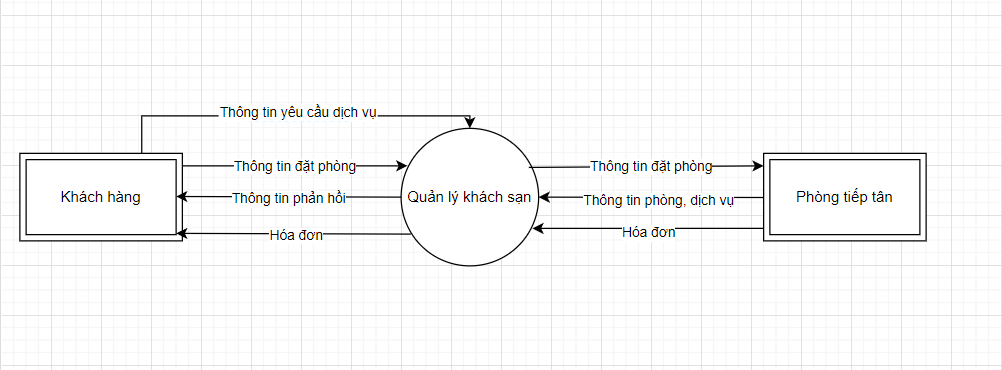 Thông tin yêu cầu dịch vụ
Thông tin đặt phòng
Thông tin đặt phòng
Khách hàng
Thông tin phản hồi
Quản lý khách sạn
Thông tin phòng, dịch vụ
Phòng tiếp tân
Hóa đơn
Hóa đơn